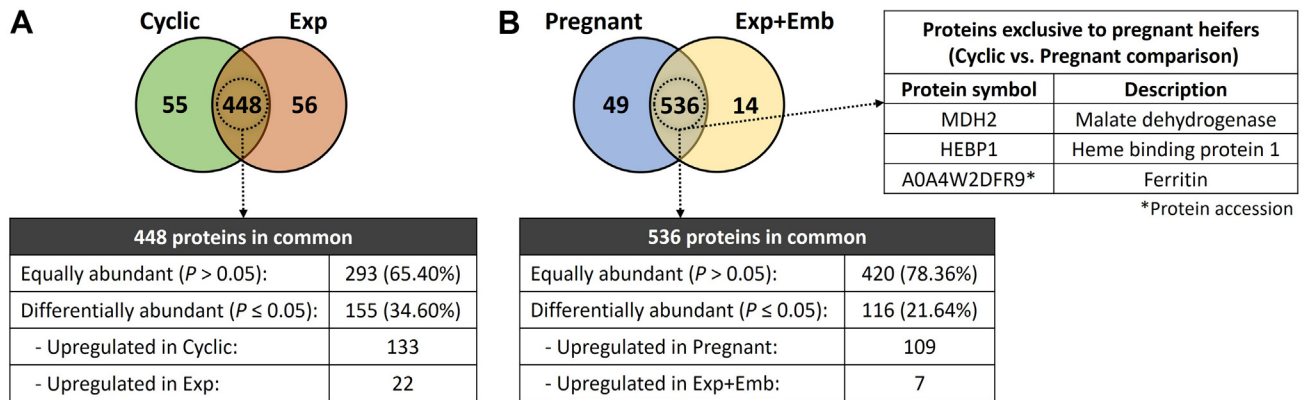 A
Cyclic Exp
55 448 56
448 proteins in common
Equally abundant (P > 0.05): 293 (65.40%)
Differentially abundant (P ≤ 0.05): 155 (34.60%)
- Upregulated in Cyclic: 133
- Upregulated in Exp: 22
B
Pregnant Exp+Emb
49 536 14
536 proteins in common
Equally abundant (P > 0.05): 420 (78.36%)
Differentially abundant (P ≤ 0.05): 116 (21.64%)
- Upregulated in Pregnant: 109
- Upregulated in Exp+Emb: 7
Proteins exclusive to pregnant heifers
(Cyclic vs. Pregnant comparison)
Protein symbol Description
MDH2 Malate dehydrogenase
HEBP1 Heme binding protein 1
A0A4W2DFR9* Ferritin
*Protein accession